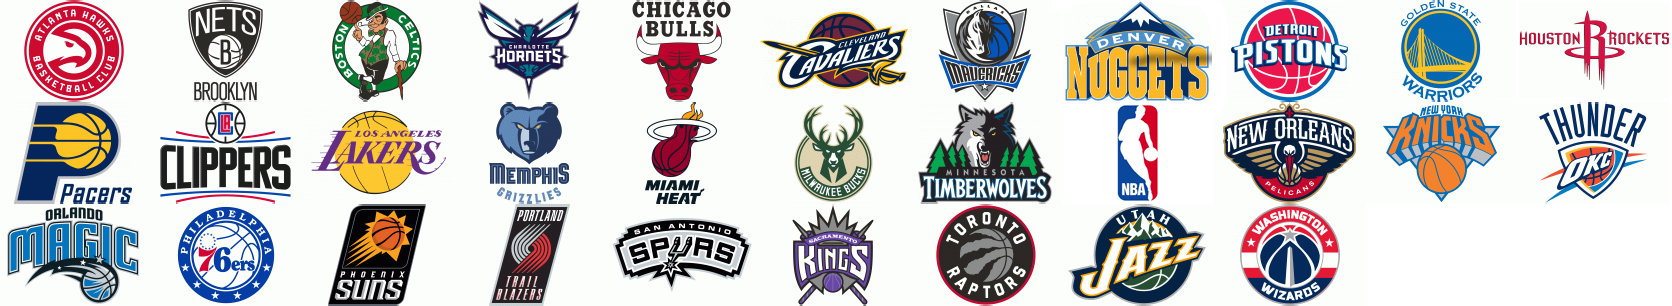 ATLANTA HAWKS
BASKETBALL CLUB
NETS
B
BROOKLYN
BOSTON
CELTICS
CHARLOTTE
HORNETS
CHICAGO
BULLS
CLEVELAND
CAVALIERS
DALLAS
MAVERICKS
DENVER
NUGGETS
DETROIT
PISTONS
GOLDEN STATE
WARRIORS
HOUSTON R ROCKETS
Pacers
LA
CLIPPERS
LOS ANGELES
LAKERS
MEMPHIS
GRIZZLIES
MIAMI
HEAT
MILWAUKEE BUCKS
MINNESOTA
TIMBERWOLVES
NBA
NEW ORLEANS
PELICANS
NEW YORK
KNICKS
THUNDER
OKC
ORLANDO
MAGIC
PHILADELPHIA
76ers
PHOENIX
SUNS
PORTLAND
TRAIL
BLAZERS
SAN ANTONIO
SPURS
SACRAMENTO
KINGS
TORONTO
RAPTORS
UTAH
JAZZ
WASHINGTON
WIZARDS